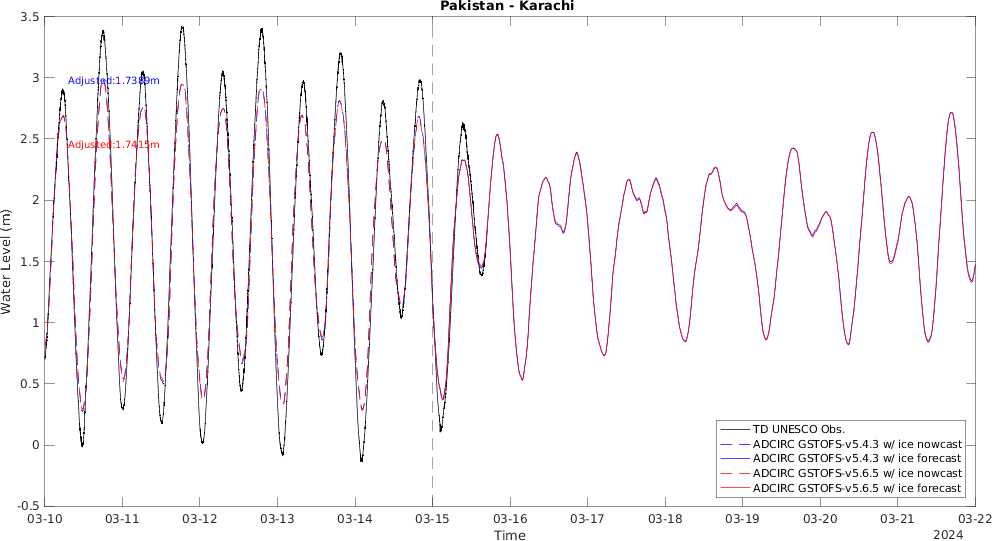 Pakistan - Karachi
3.5
3
2.5
2
1.5
1
0.5
0
-0.5
Water Level (m)
Adjusted:1.7389m
Adjusted:1.7415m
TD UNESCO Obs.
ADCIRC GSTOFS-v5.4.3 w/ ice nowcast
ADCIRC GSTOFS-v5.4.3 w/ ice forecast
ADCIRC GSTOFS-v5.6.5 w/ ice nowcast
ADCIRC GSTOFS-v5.6.5 w/ ice forecast
03-10 03-11 03-12 03-13 03-14 03-15 03-16 03-17 03-18 03-19 03-20 03-21 03-22
Time
2024